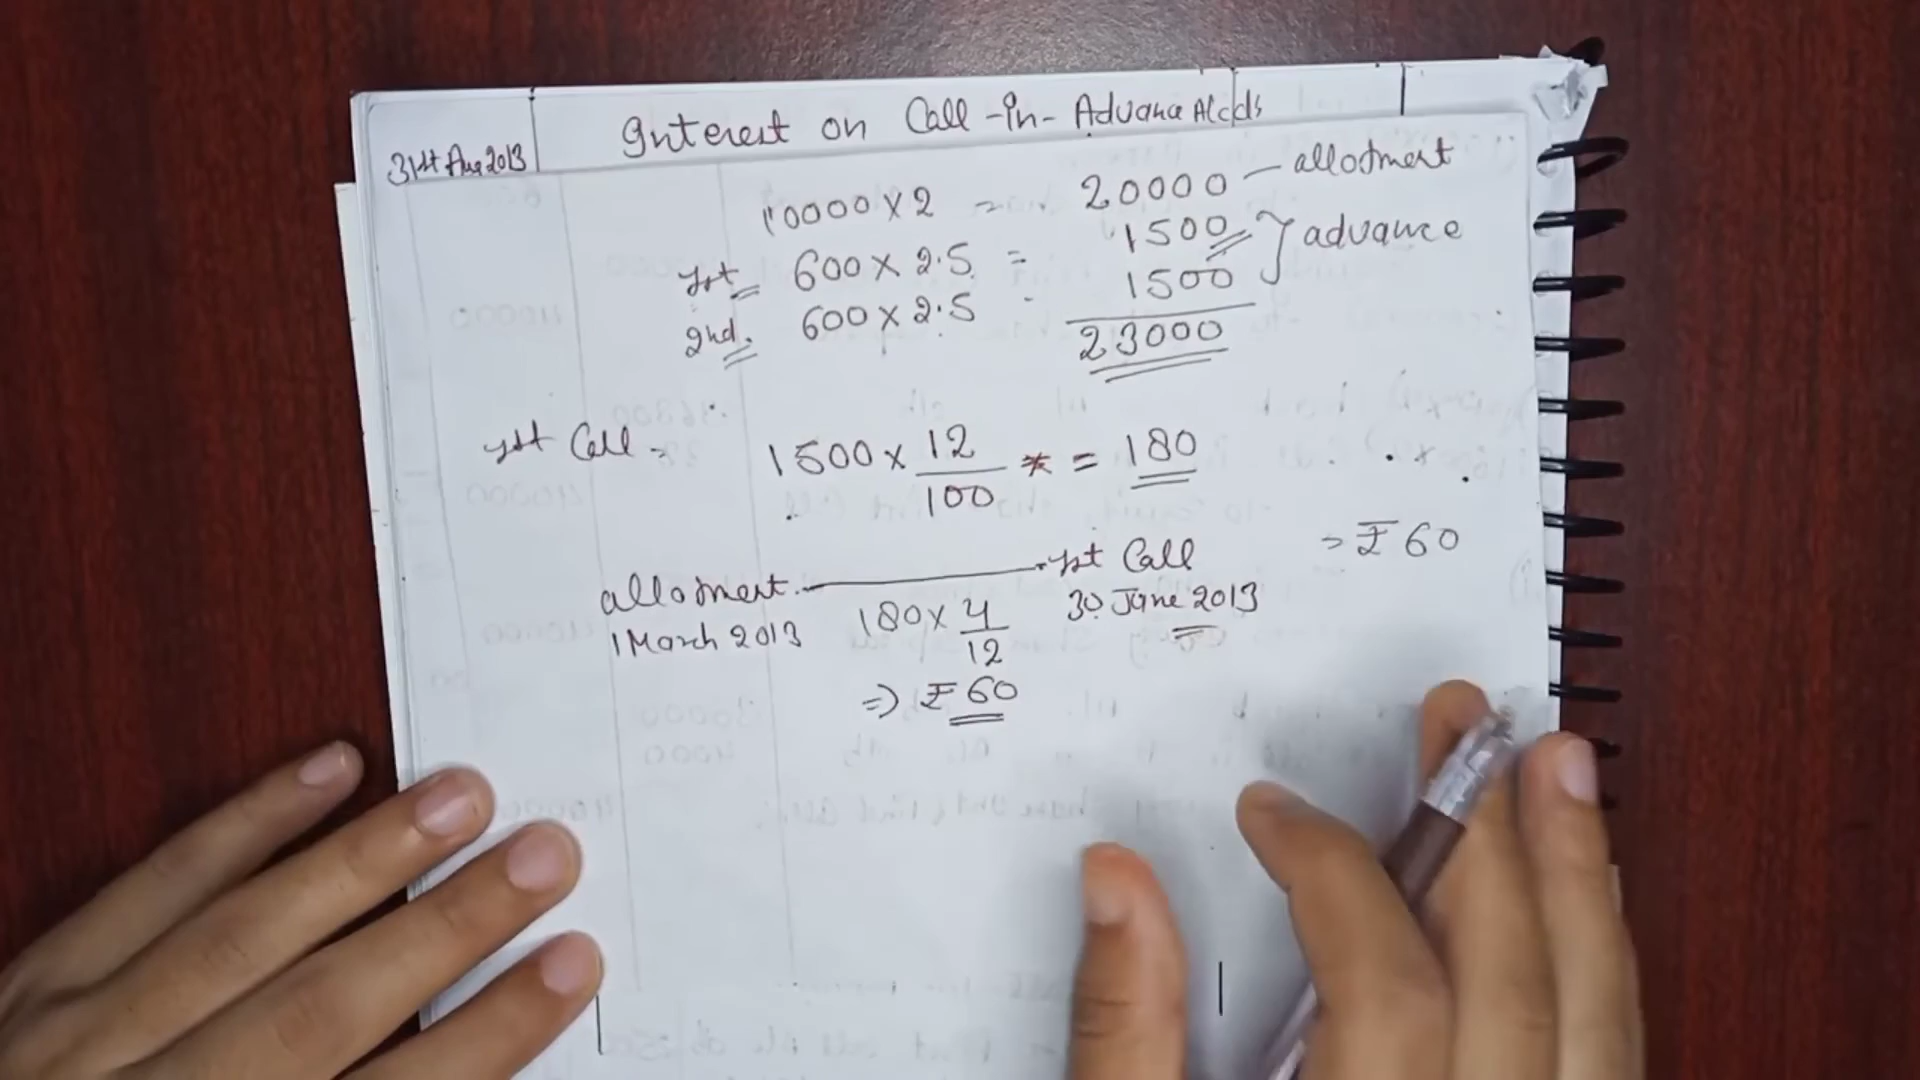 Interest on Call-in-Advance A/c ds
31st Aug 2013
10000 × 2 = 20000 — allotment
1st 600 × 2.5 = 1500 } advance
2nd. 600 × 2.5 = 1500
23000
1st Call = 1500 × 12/100 * = 180
= ₹ 60
allotment. — 1st Call
1 March 2013 180 × 4/12 30 June 2013
=> ₹ 60